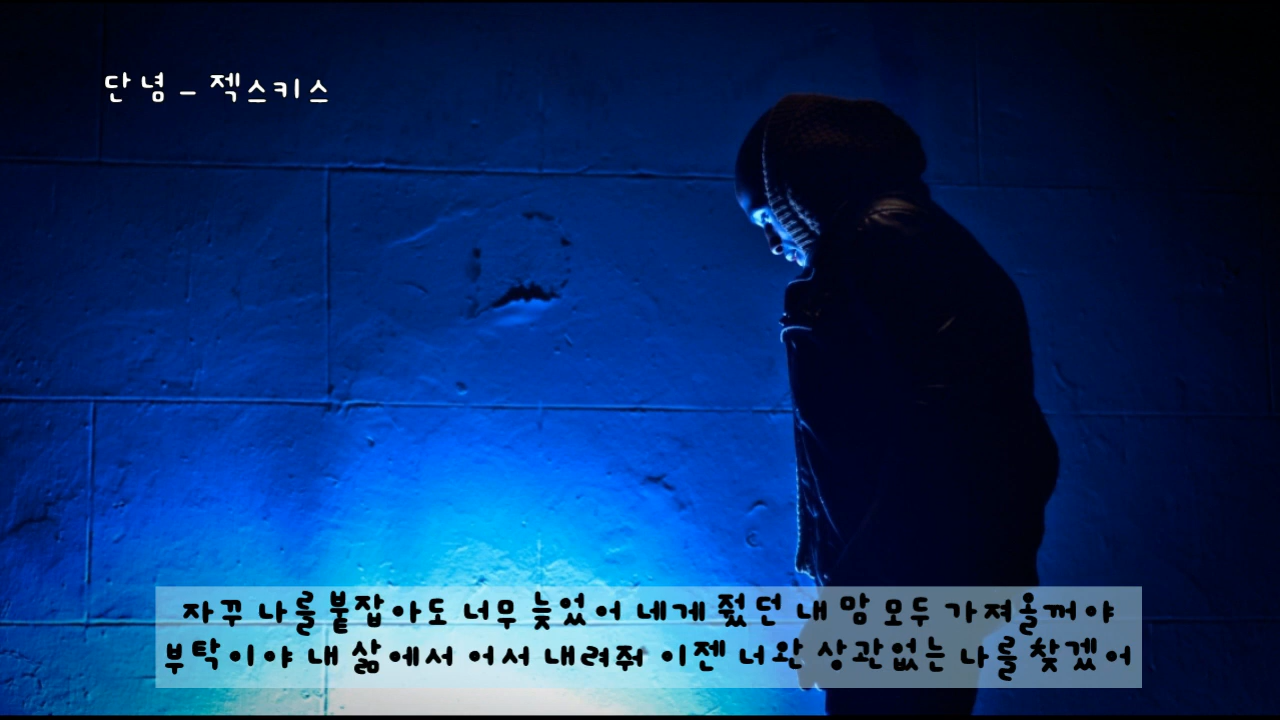 단념 - 젝스키스
자꾸 나를 붙잡아도 너무 늦었어 네게 줬던 내 맘 모두 가져올꺼야
부탁이야 내 삶에서 어서 내려줘 이젠 너완 상관없는 나를 찾겠어